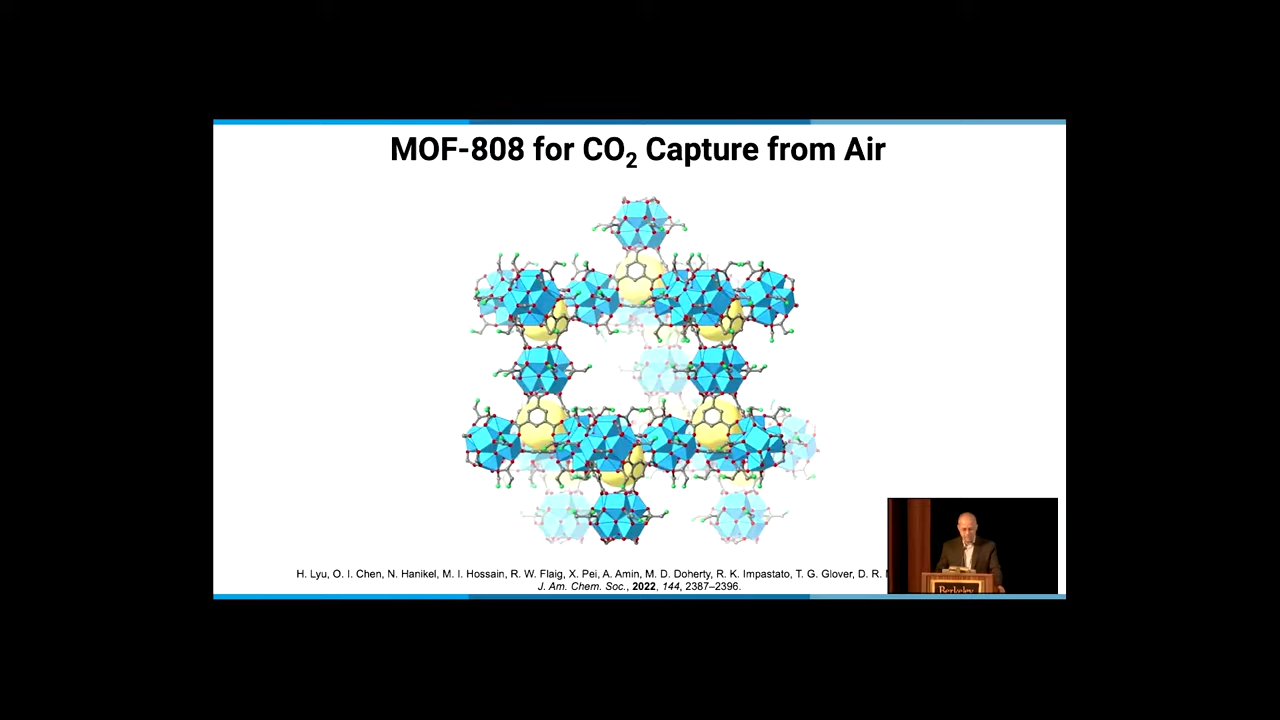 MOF-808 for CO₂ Capture from Air
H. Lyu, O. I. Chen, N. Hanikel, M. I. Hossain, R. W. Flaig, X. Pei, A. Amin, M. D. Doherty, R. K. Impastato, T. G. Glover, D. R.
J. Am. Chem. Soc., 2022, 144, 2387–2396.
Berkeley